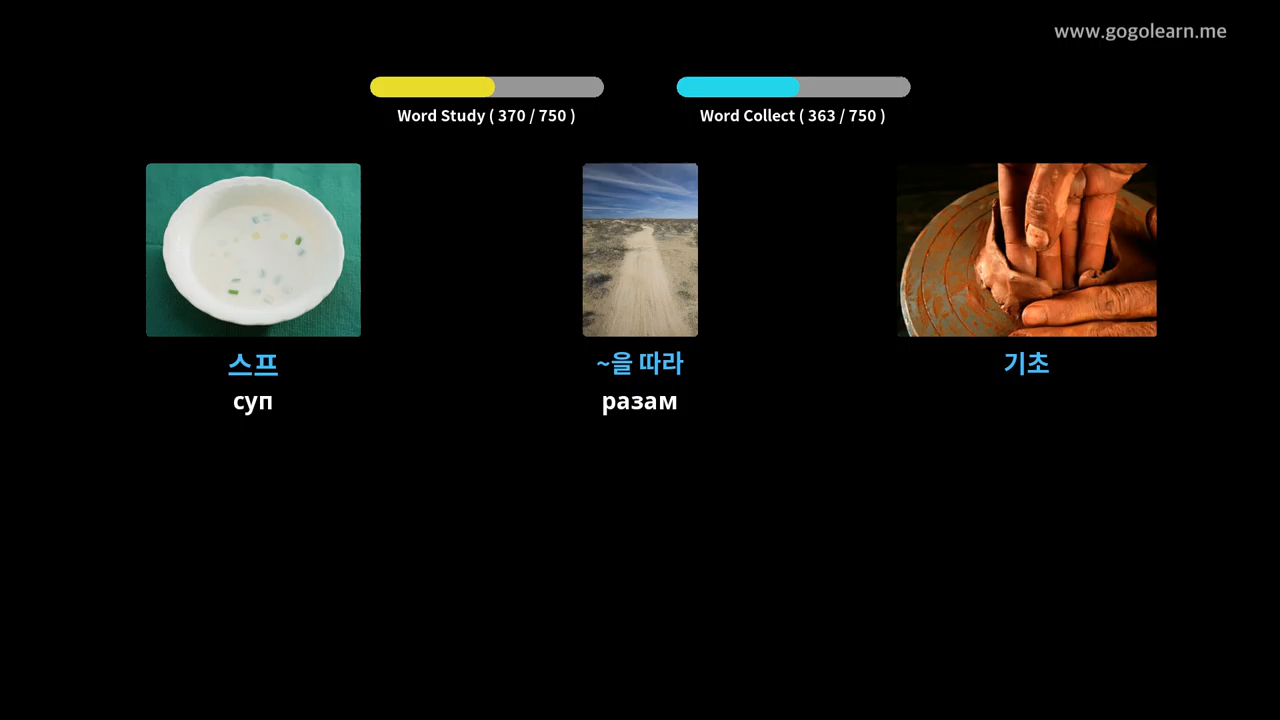 www.gogolearn.me
Word Study ( 370 / 750 )
Word Collect ( 363 / 750 )
스프
~을 따라
기초
суп
разам